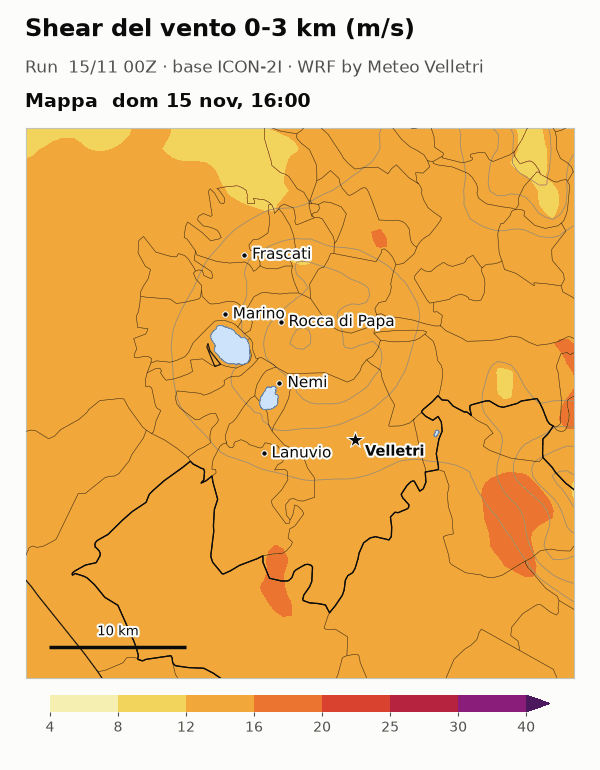 Shear del vento 0-3 km (m/s)
Run  15/11 00Z · base ICON-2I · WRF by Meteo Velletri
Mappa  dom 15 nov, 16:00
Frascati
Marino
Rocca di Papa
Nemi
Velletri
Lanuvio
10 km
4 8 12 16 20 25 30 40